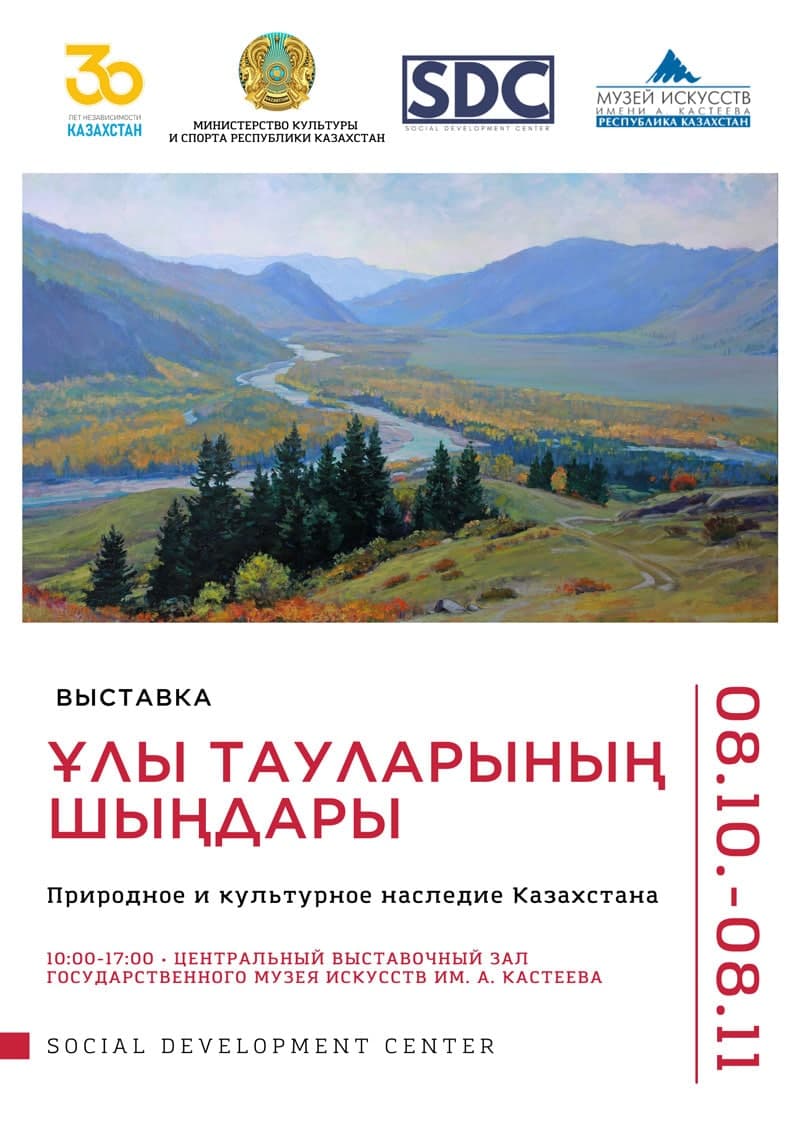 30
ЛЕТ НЕЗАВИСИМОСТИ
КАЗАХСТАН
МИНИСТЕРСТВО КУЛЬТУРЫ
И СПОРТА РЕСПУБЛИКИ КАЗАХСТАН
SDC
SOCIAL DEVELOPMENT CENTER
МУЗЕЙ ИСКУССТВ
ИМЕНИ А. КАСТЕЕВА
РЕСПУБЛИКА КАЗАХСТАН
ВЫСТАВКА
ҰЛЫ ТАУЛАРЫНЫҢ
ШЫҢДАРЫ
Природное и культурное наследие Казахстана
10:00-17:00 • ЦЕНТРАЛЬНЫЙ ВЫСТАВОЧНЫЙ ЗАЛ
ГОСУДАРСТВЕННОГО МУЗЕЯ ИСКУССТВ ИМ. А. КАСТЕЕВА
SOCIAL DEVELOPMENT CENTER
08.10.-08.11